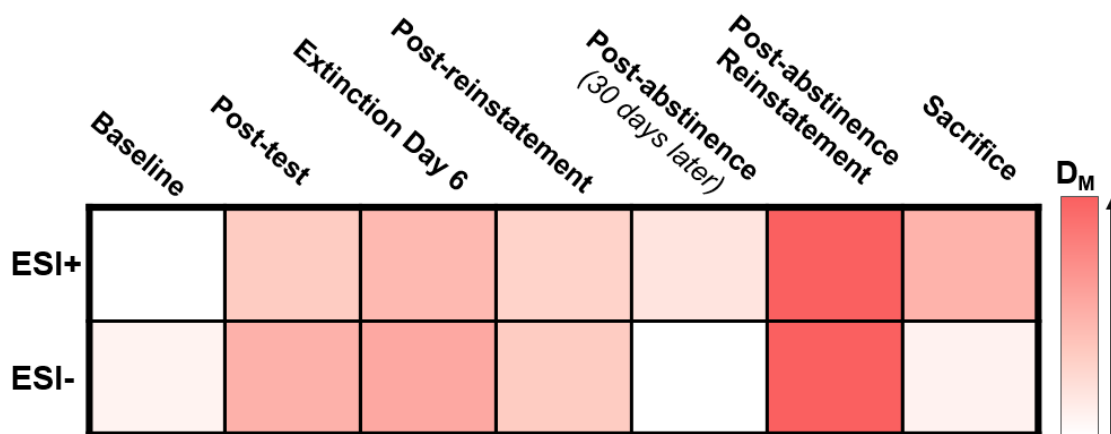 Baseline
Post-test
Extinction Day 6
Post-reinstatement
Post-abstinence
(30 days later)
Post-abstinence
Reinstatement
Sacrifice
DM
ESI+
ESI-